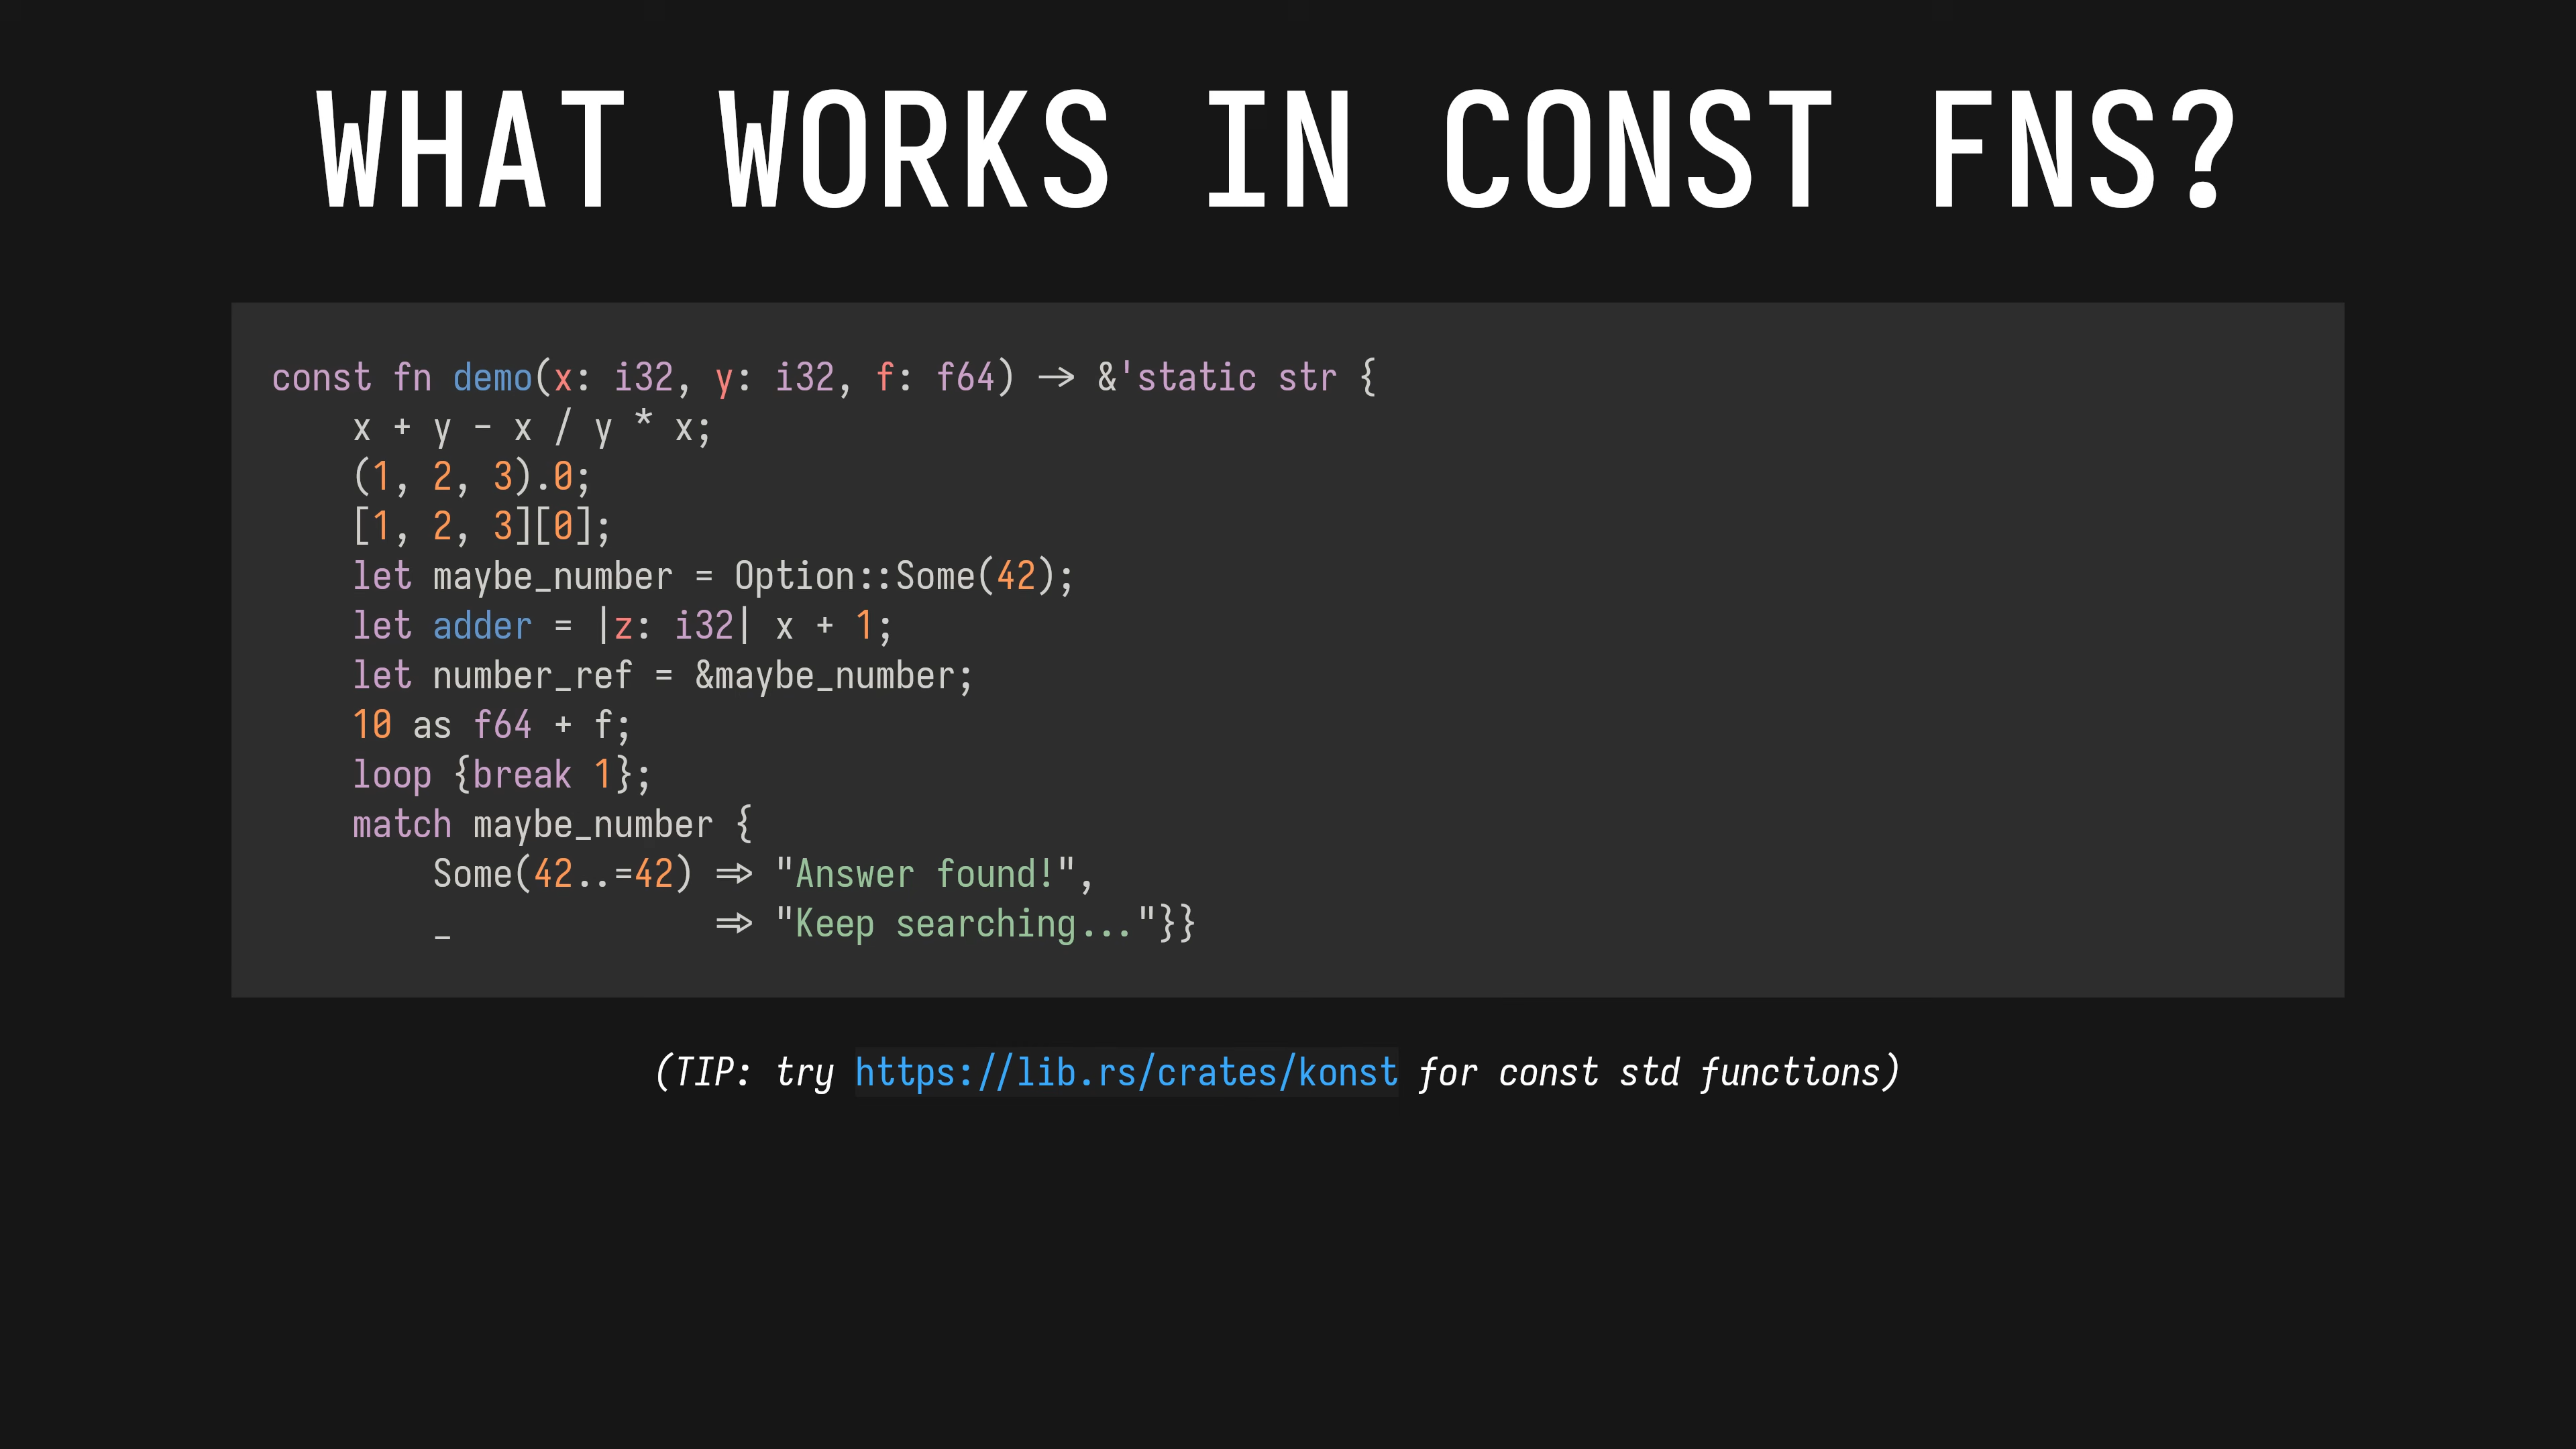 WHAT WORKS IN CONST FNS?
const fn demo(x: i32, y: i32, f: f64) -> &'static str {
    x + y - x / y * x;
    (1, 2, 3).0;
    [1, 2, 3][0];
    let maybe_number = Option::Some(42);
    let adder = |z: i32| x + 1;
    let number_ref = &maybe_number;
    10 as f64 + f;
    loop {break 1};
    match maybe_number {
        Some(42..=42) => "Answer found!",
        _             => "Keep searching..."}}
(TIP: try https://lib.rs/crates/konst for const std functions)